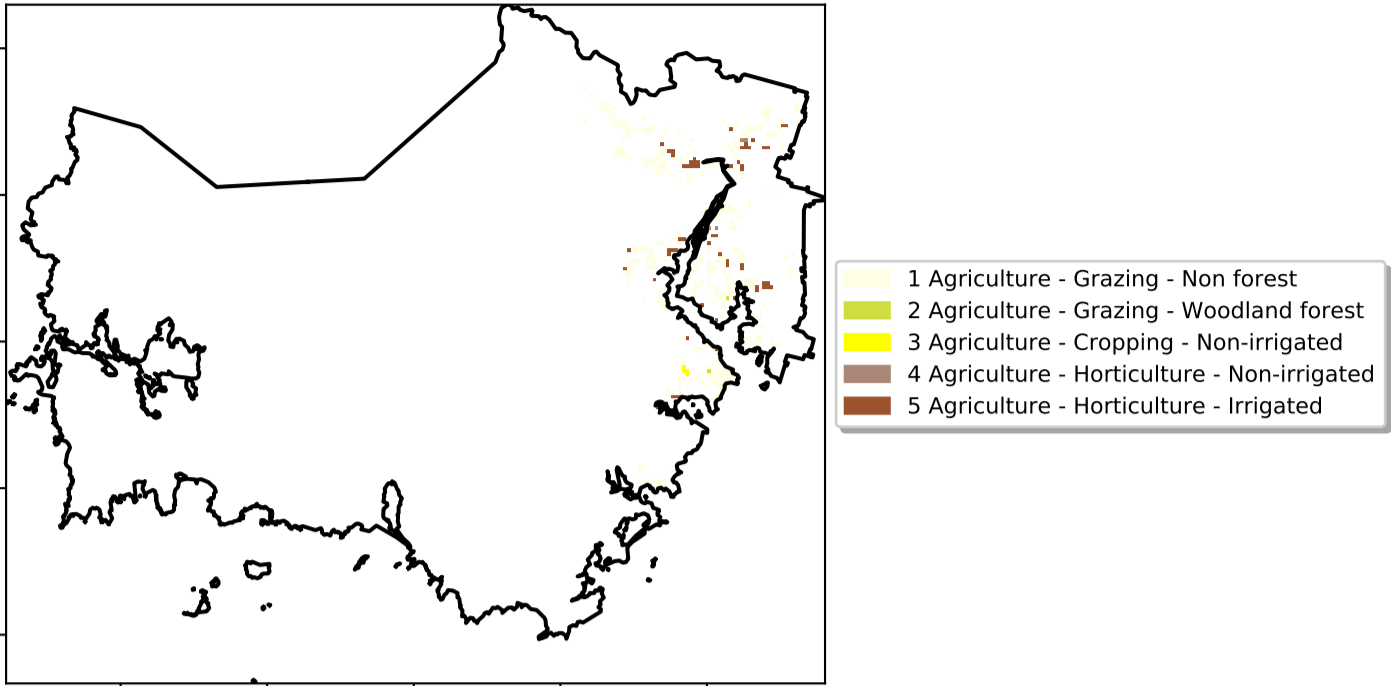 1 Agriculture - Grazing - Non forest
2 Agriculture - Grazing - Woodland forest
3 Agriculture - Cropping - Non-irrigated
4 Agriculture - Horticulture - Non-irrigated
5 Agriculture - Horticulture - Irrigated